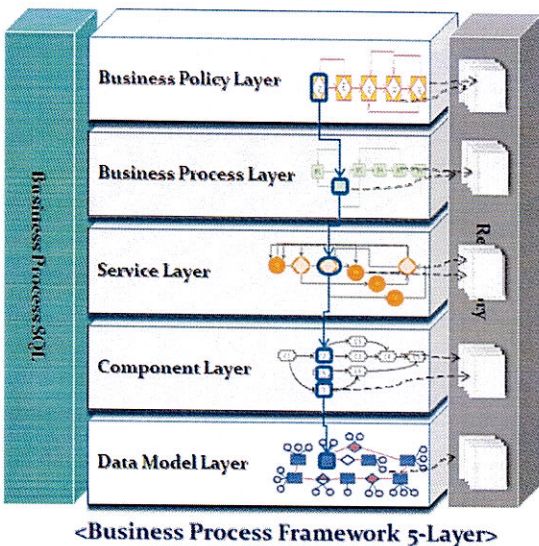 Business Policy Layer
Business Process Layer
Service Layer
Component Layer
Data Model Layer
Business Process SQL
<Business Process Framework 5-Layer>